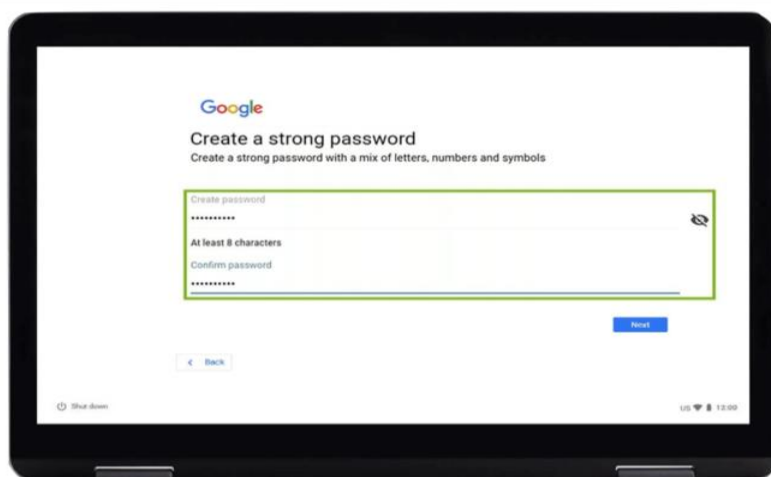 Google
Create a strong password
Create a strong password with a mix of letters, numbers and symbols
Create password
••••••••••
At least 8 characters
Confirm password
••••••••••
Next
< Back
Shut down
US 12:00